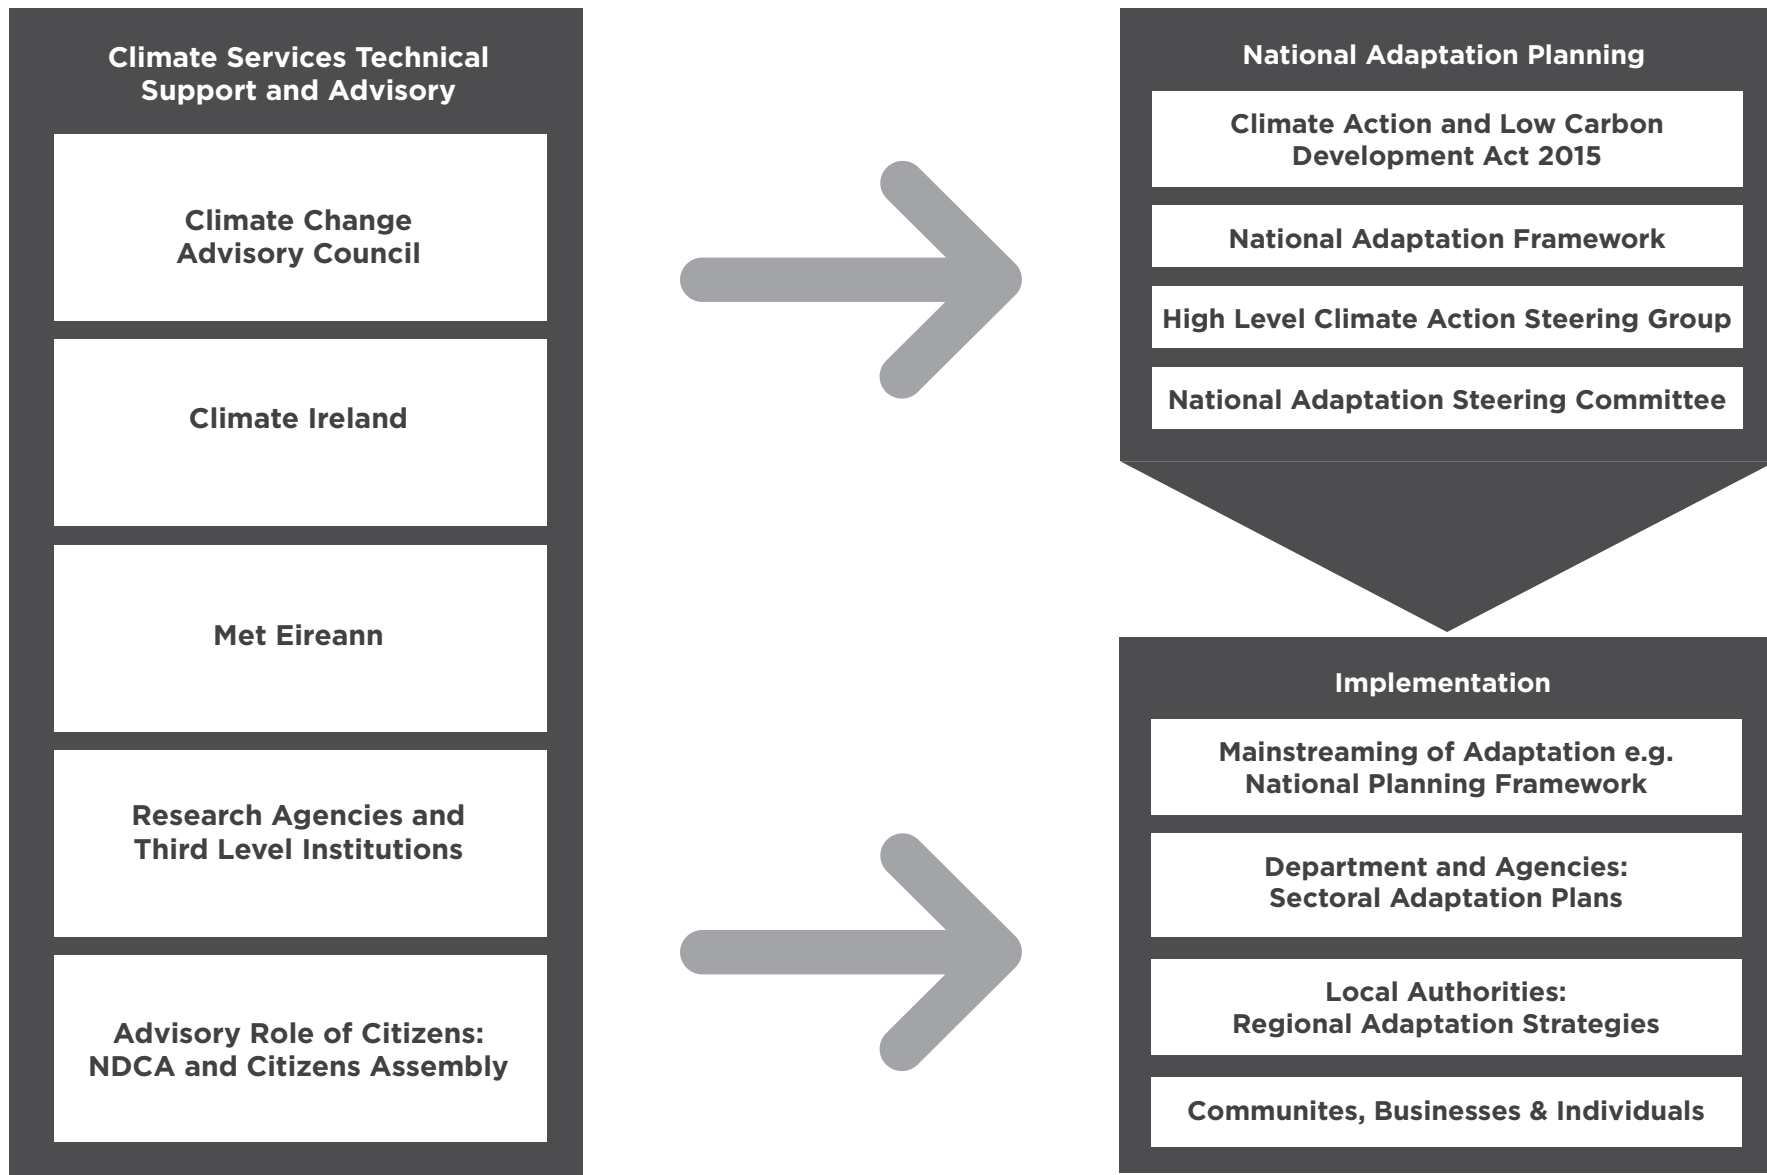 Climate Services Technical
Support and Advisory
Climate Change
Advisory Council
Climate Ireland
Met Eireann
Research Agencies and
Third Level Institutions
Advisory Role of Citizens:
NDCA and Citizens Assembly
National Adaptation Planning
Climate Action and Low Carbon
Development Act 2015
National Adaptation Framework
High Level Climate Action Steering Group
National Adaptation Steering Committee
Implementation
Mainstreaming of Adaptation e.g.
National Planning Framework
Department and Agencies:
Sectoral Adaptation Plans
Local Authorities:
Regional Adaptation Strategies
Communites, Businesses & Individuals